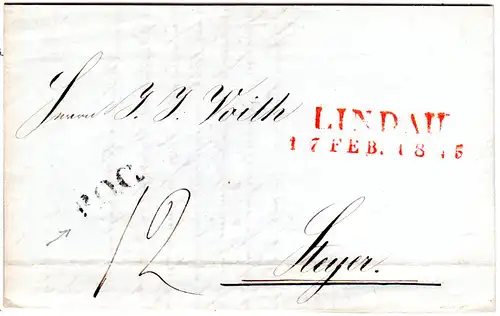 Herrn J. J. Voith
LINDAU
17 FEB. 1845
R.O.C.
12
Steyer.